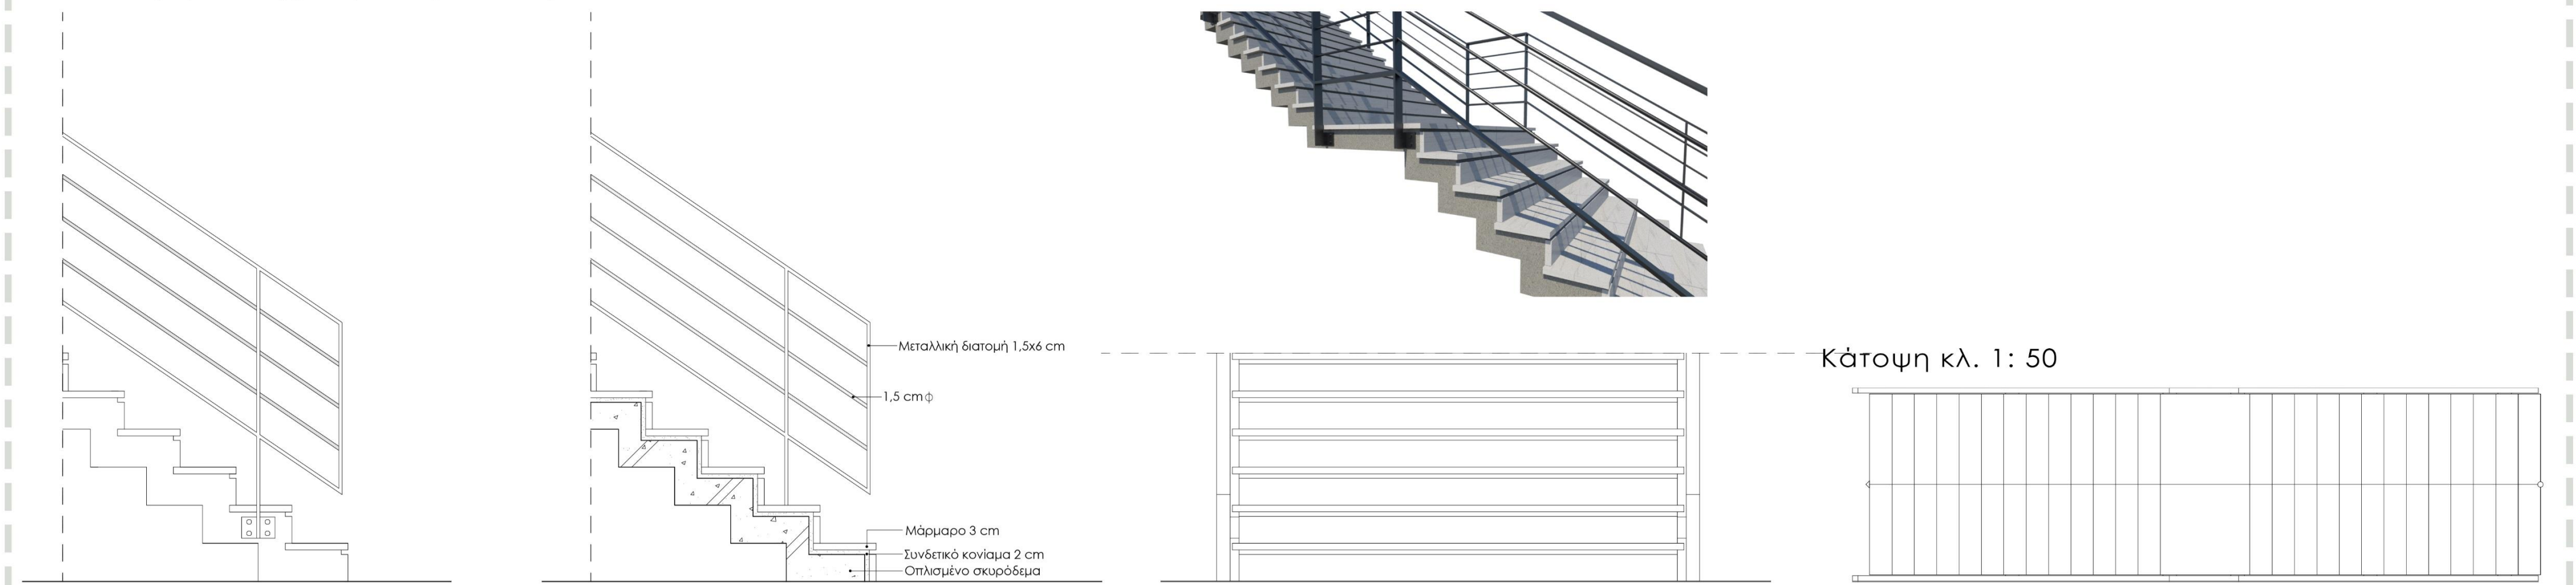 Μεταλλική διατομή 1,5x6 cm
1,5 cm ϕ
Μάρμαρο 3 cm
Συνδετικό κονίαμα 2 cm
Οπλισμένο σκυρόδεμα
Κάτοψη κλ. 1: 50